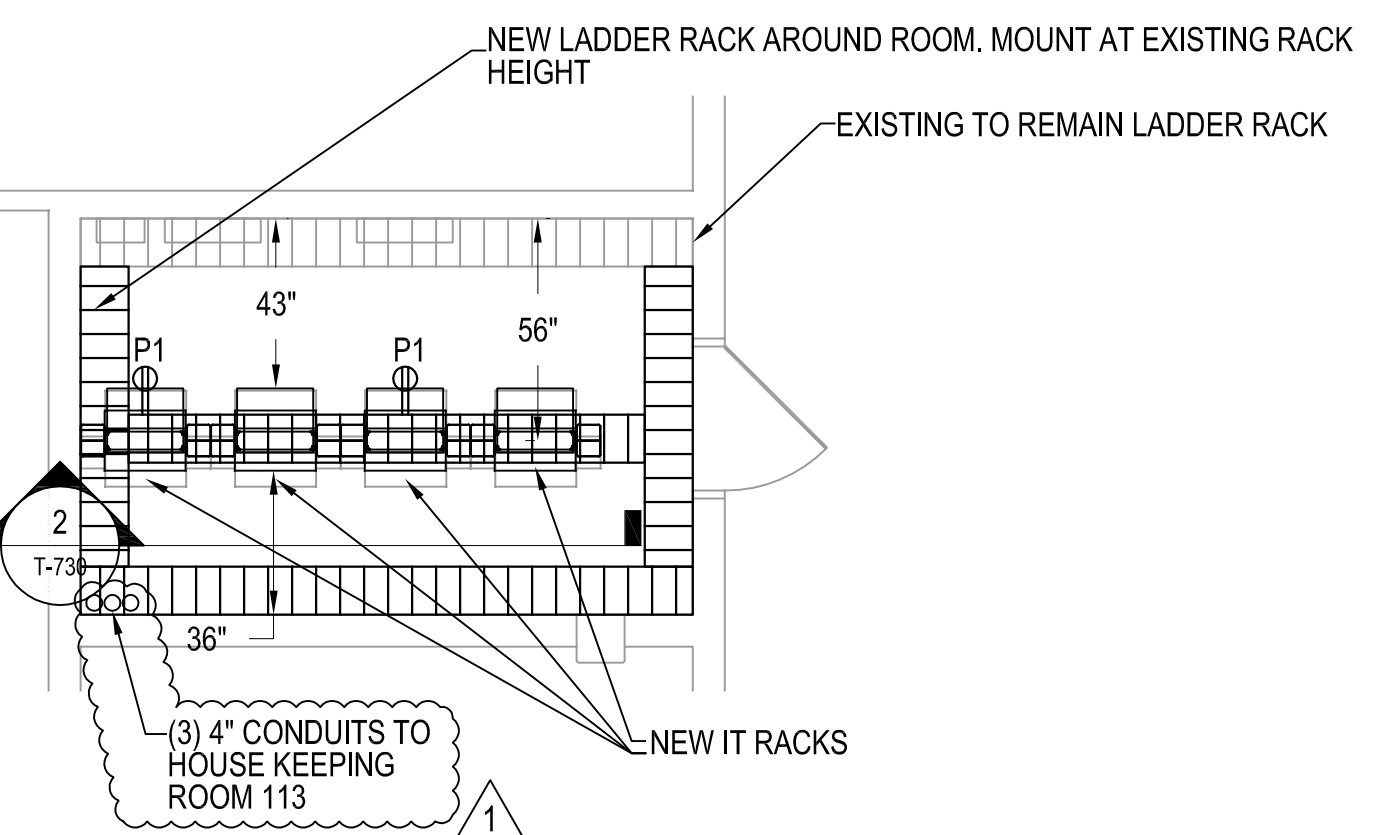 NEW LADDER RACK AROUND ROOM. MOUNT AT EXISTING RACK
HEIGHT
EXISTING TO REMAIN LADDER RACK
43"
56"
P1
P1
2
T-730
36"
(3) 4" CONDUITS TO
HOUSE KEEPING
ROOM 113
NEW IT RACKS
1